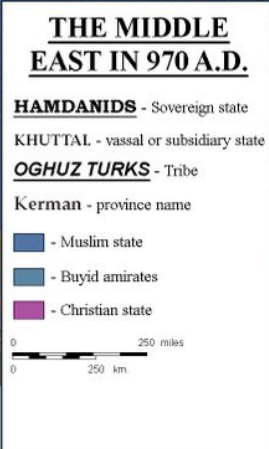 THE MIDDLE
EAST IN 970 A.D.
HAMDANIDS - Sovereign state
KHUTTAL - vassal or subsidiary state
OGHUZ TURKS - Tribe
Kerman - province name
- Muslim state
- Buyid amirates
- Christian state
0 250 miles
0 250 km.